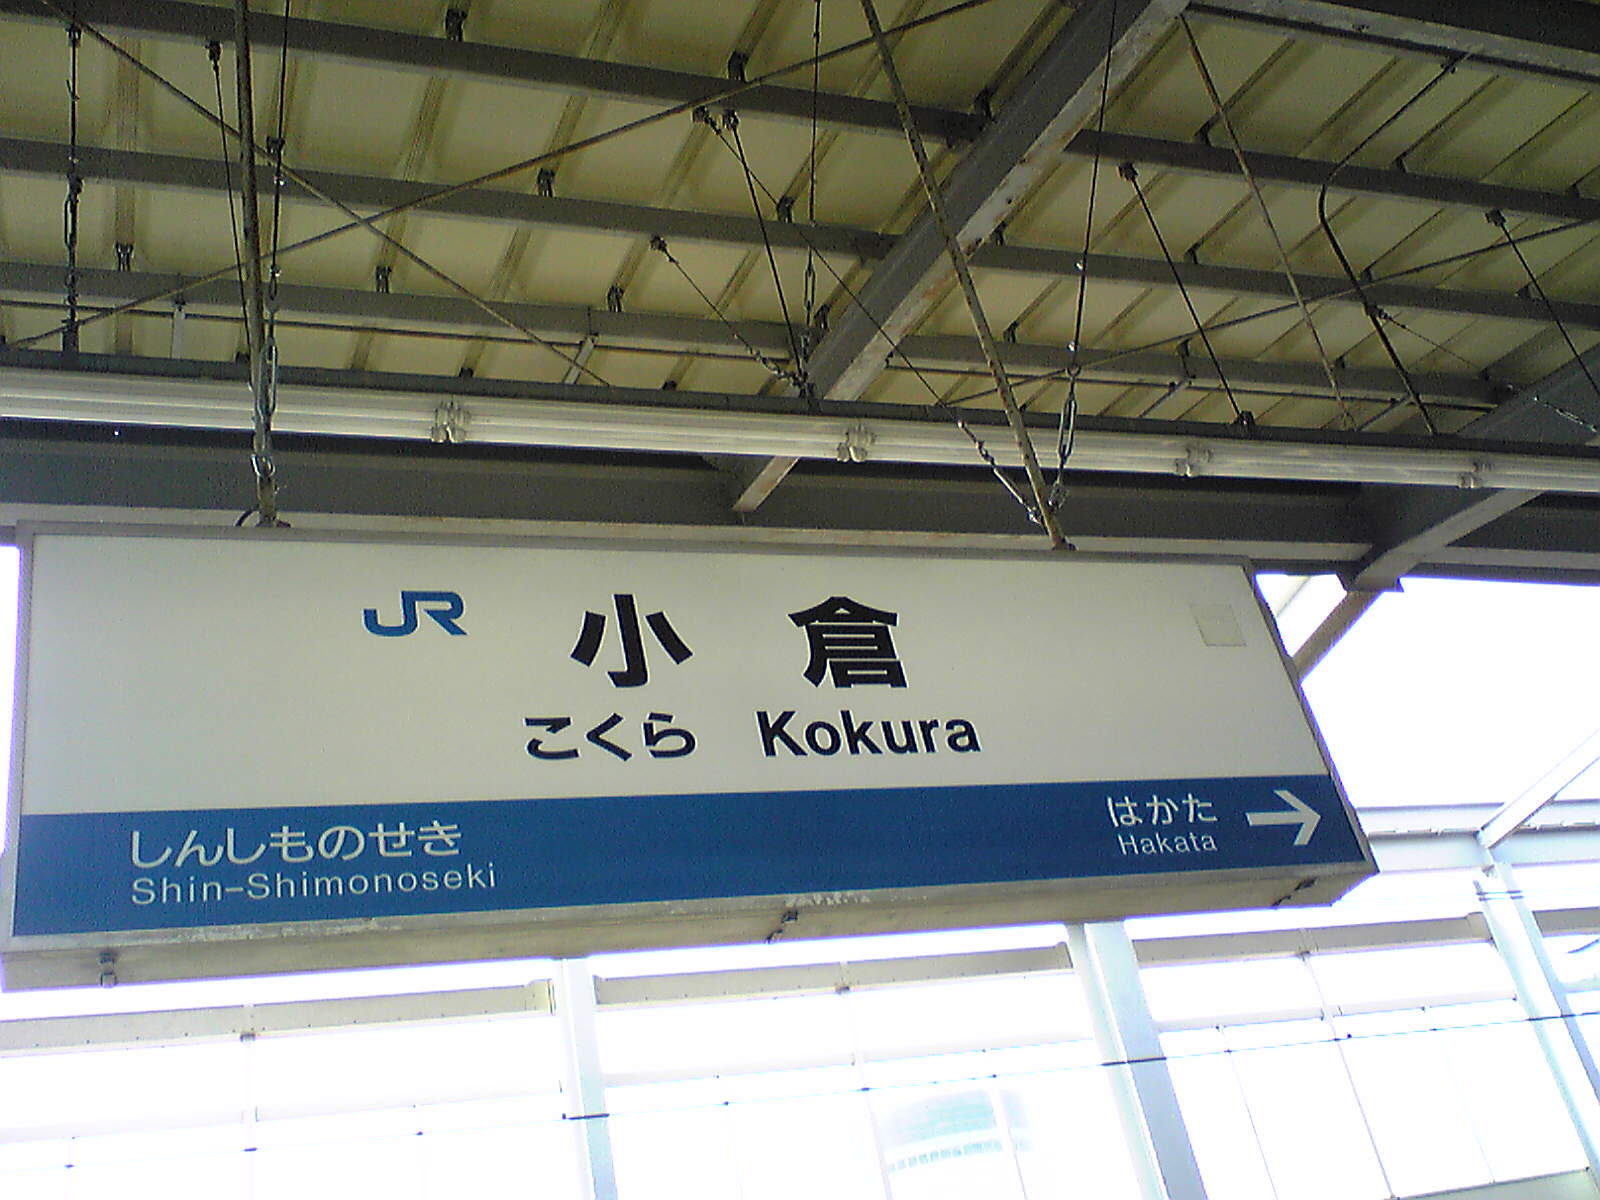 JR 小倉
こくら Kokura
しんしものせき はかた →
Shin-Shimonoseki Hakata